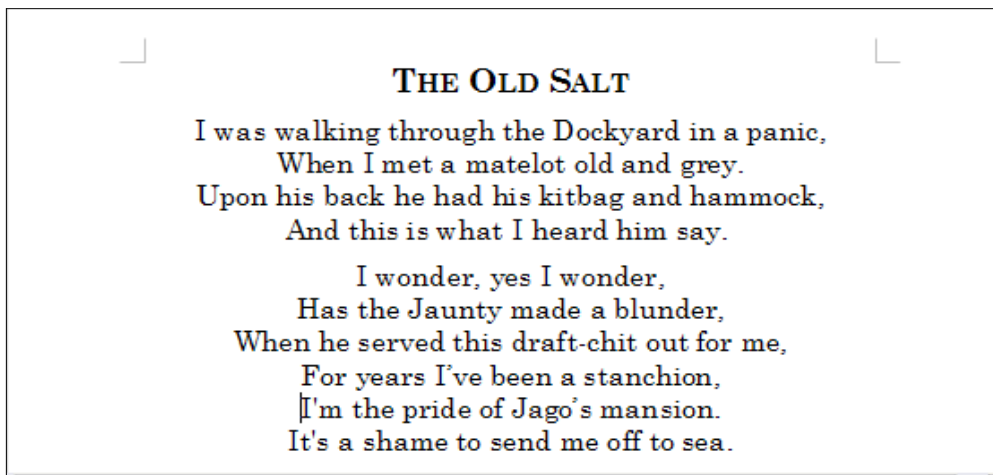 THE OLD SALT
I was walking through the Dockyard in a panic,
When I met a matelot old and grey.
Upon his back he had his kitbag and hammock,
And this is what I heard him say.
I wonder, yes I wonder,
Has the Jaunty made a blunder,
When he served this draft-chit out for me,
For years I’ve been a stanchion,
I'm the pride of Jago’s mansion.
It's a shame to send me off to sea.